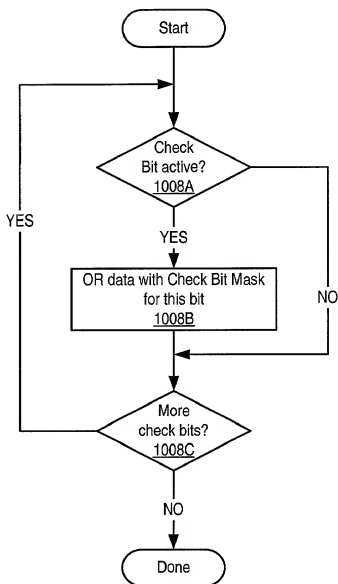 Start
Check
Bit active?
1008A
YES
YES
OR data with Check Bit Mask
for this bit
1008B
NO
More
check bits?
1008C
NO
Done